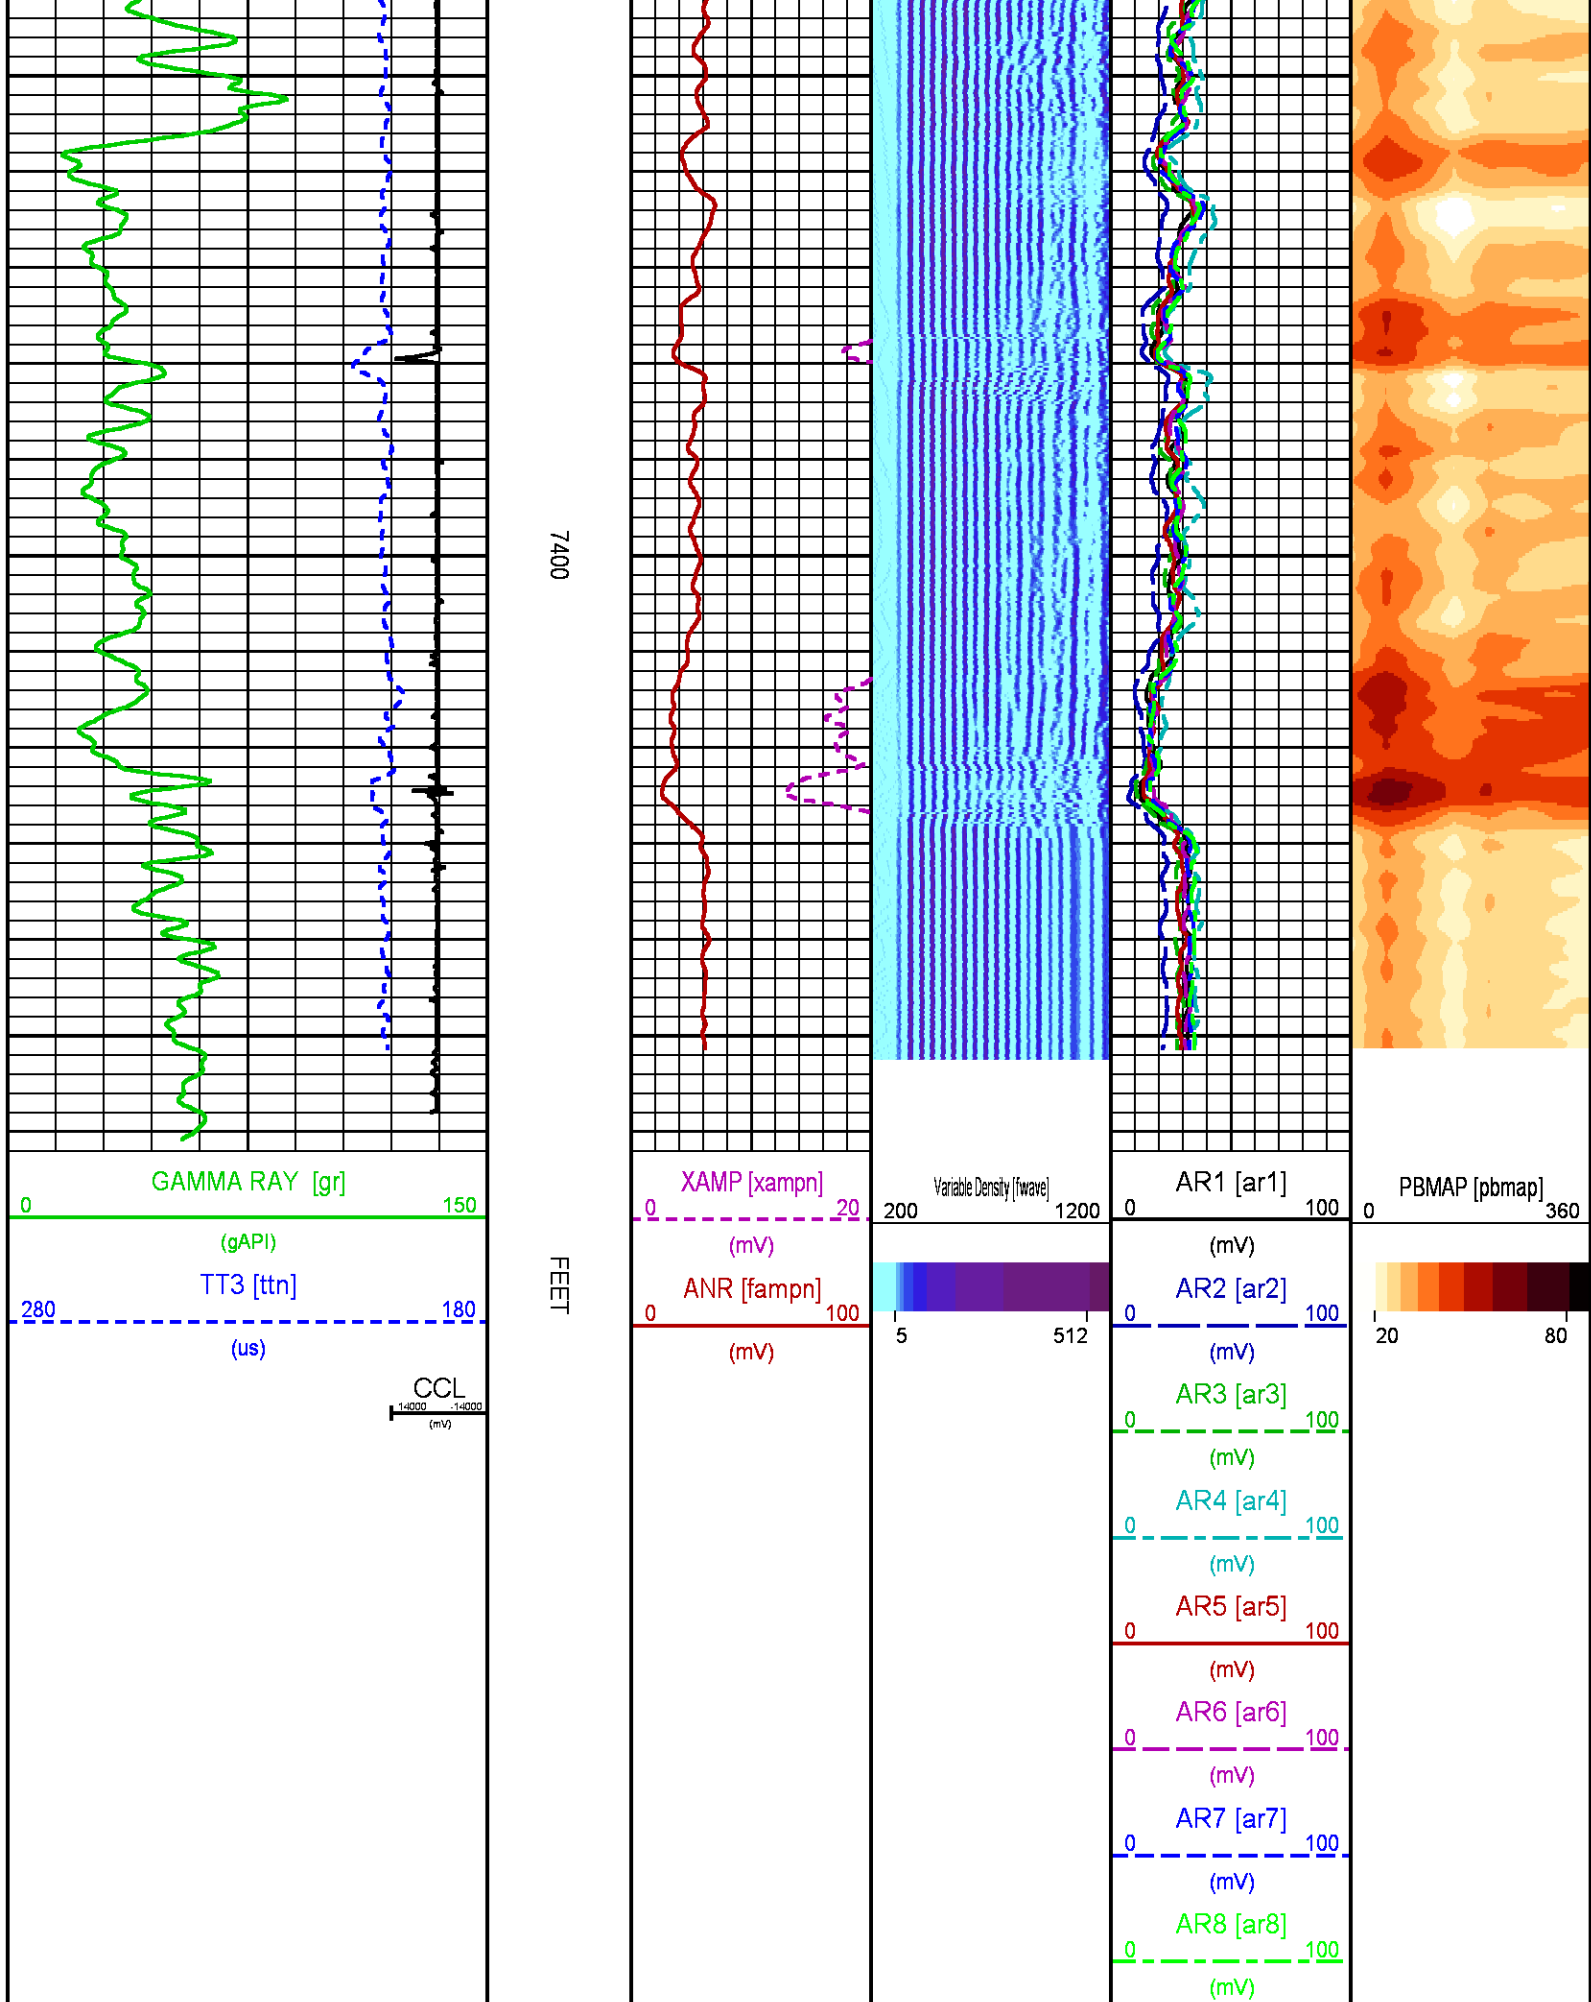 7400
FEET
GAMMA RAY [gr]
0 150
(gAPI)
TT3 [ttn]
280 180
(us)
CCL
14000 -14000
(mV)
XAMP [xampn]
0 20
(mV)
ANR [fampn]
0 100
(mV)
Variable Density [fwave]
200 1200
5 512
AR1 [ar1]
0 100
(mV)
AR2 [ar2]
0 100
(mV)
AR3 [ar3]
0 100
(mV)
AR4 [ar4]
0 100
(mV)
AR5 [ar5]
0 100
(mV)
AR6 [ar6]
0 100
(mV)
AR7 [ar7]
0 100
(mV)
AR8 [ar8]
0 100
(mV)
PBMAP [pbmap]
0 360
20 80